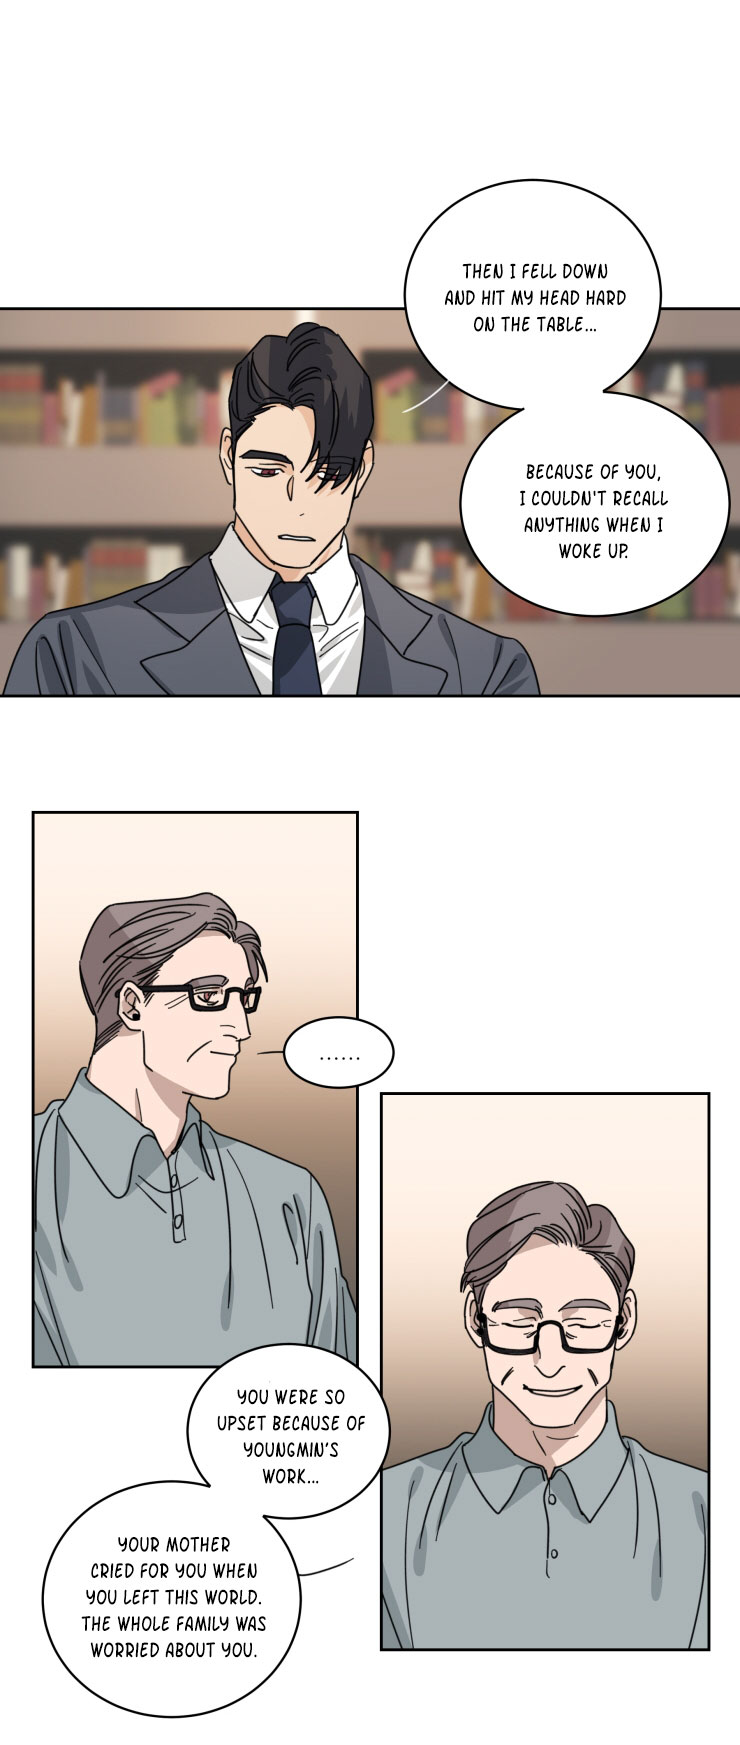 THEN I FELL DOWN
AND HIT MY HEAD HARD
ON THE TABLE...
BECAUSE OF YOU,
I COULDN'T RECALL
ANYTHING WHEN I
WOKE UP.
......
YOU WERE SO
UPSET BECAUSE OF
YOUNGMIN'S
WORK...
YOUR MOTHER
CRIED FOR YOU WHEN
YOU LEFT THIS WORLD.
THE WHOLE FAMILY WAS
WORRIED ABOUT YOU.